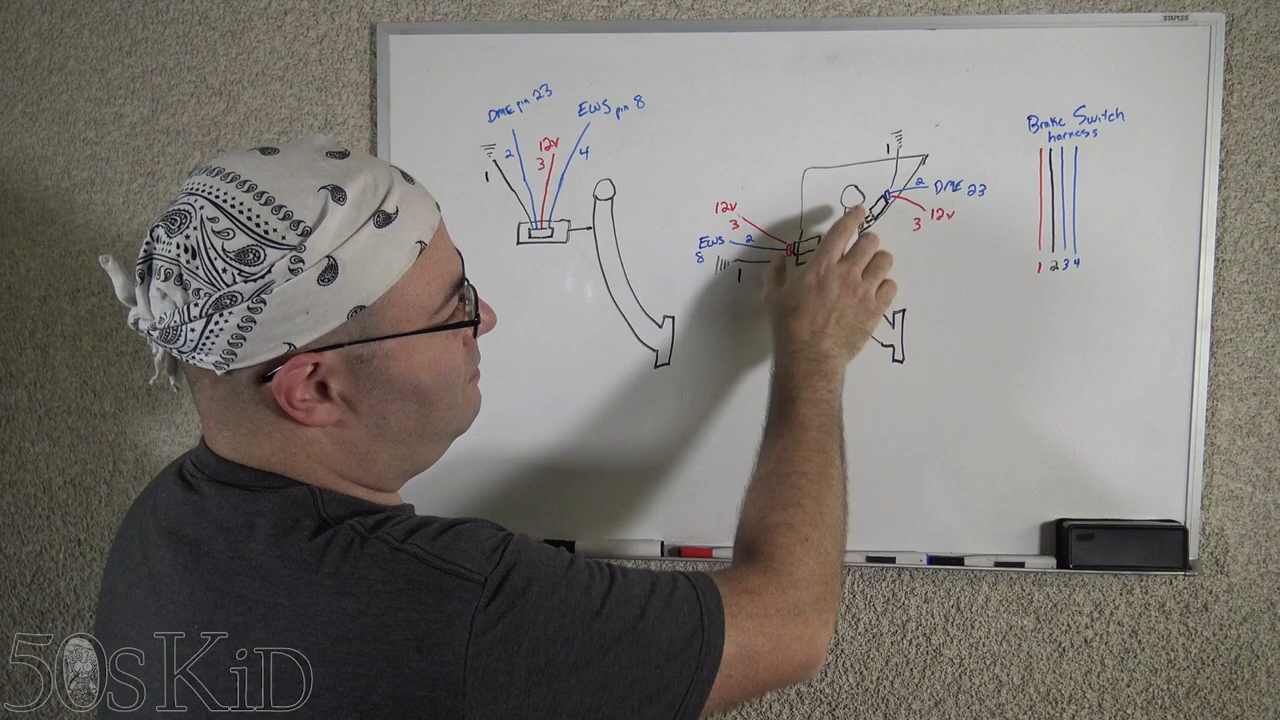 STAPLES
DME pin 23
EWS pin 8
12v
2
3
4
1
1
2
DME 23
12v
3
12v
3
EWS
2
8
1
Brake Switch
harness
1 2 3 4
50sKiD